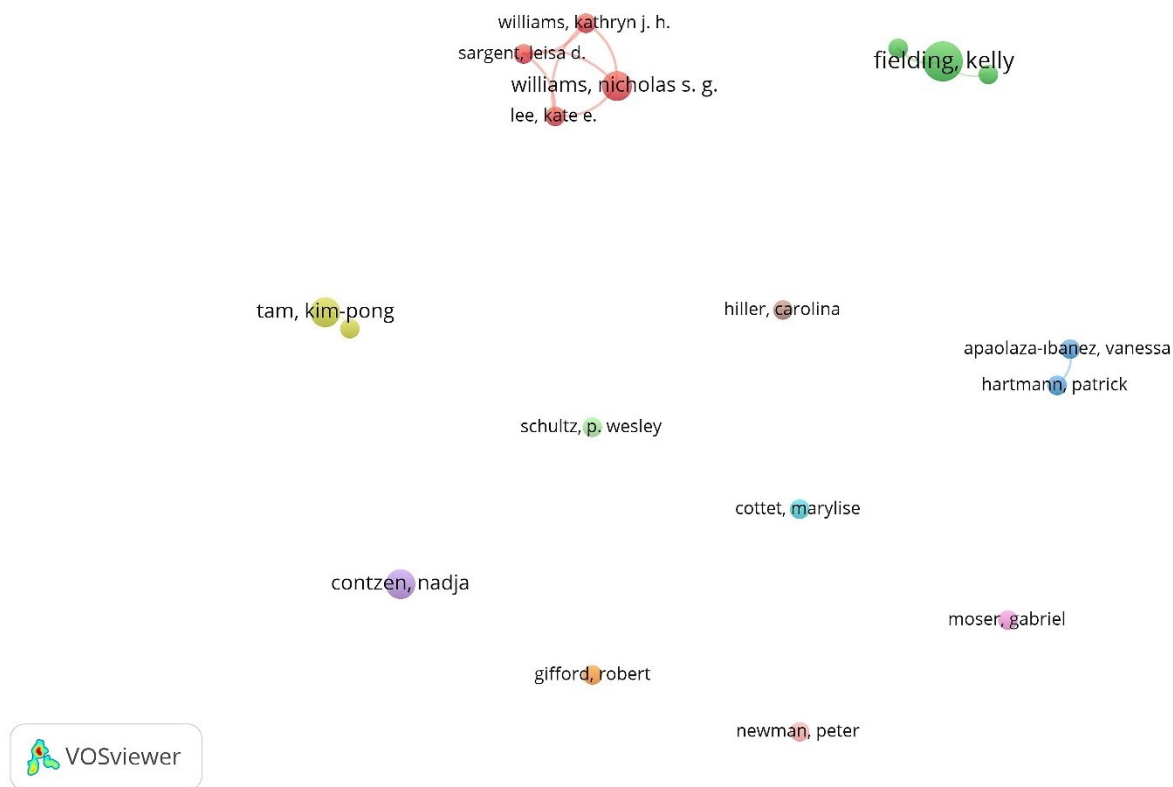 williams, kathryn j. h.
sargent, leisa d.
fielding, kelly
williams, nicholas s. g.
lee, kate e.
tam, kim-pong
hiller, carolina
apaolaza-ıbanez, vanessa
hartmann, patrick
schultz, p. wesley
cottet, marylise
contzen, nadja
moser, gabriel
gifford, robert
newman, peter
VOSviewer